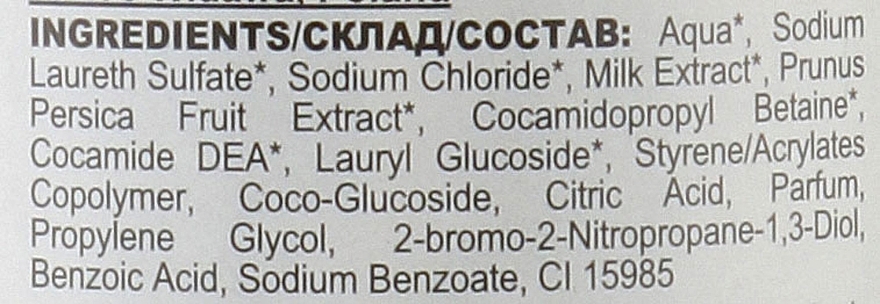 INGREDIENTS/СКЛАД/СОСТАВ: Aqua*, Sodium
Laureth Sulfate*, Sodium Chloride*, Milk Extract*, Prunus
Persica Fruit Extract*, Cocamidopropyl Betaine*,
Cocamide DEA*, Lauryl Glucoside*, Styrene/Acrylates
Copolymer, Coco-Glucoside, Citric Acid, Parfum,
Propylene Glycol, 2-bromo-2-Nitropropane-1,3-Diol,
Benzoic Acid, Sodium Benzoate, CI 15985